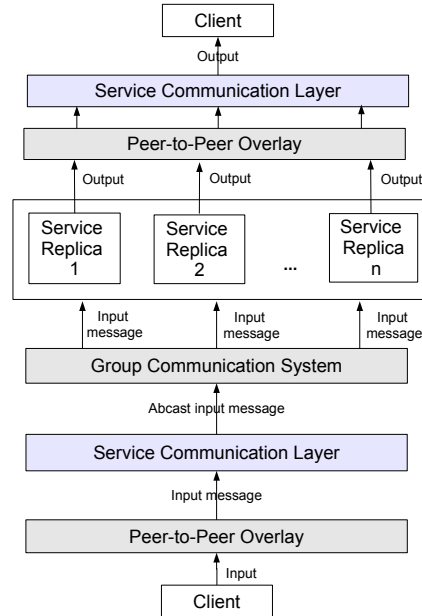 Client
Output
Service Communication Layer
Peer-to-Peer Overlay
Output Output Output
Service Service Service
Replica Replica Replica
1 2 ... n
Input Input Input
message message message
Group Communication System
Abcast input message
Service Communication Layer
Input message
Peer-to-Peer Overlay
Input
Client